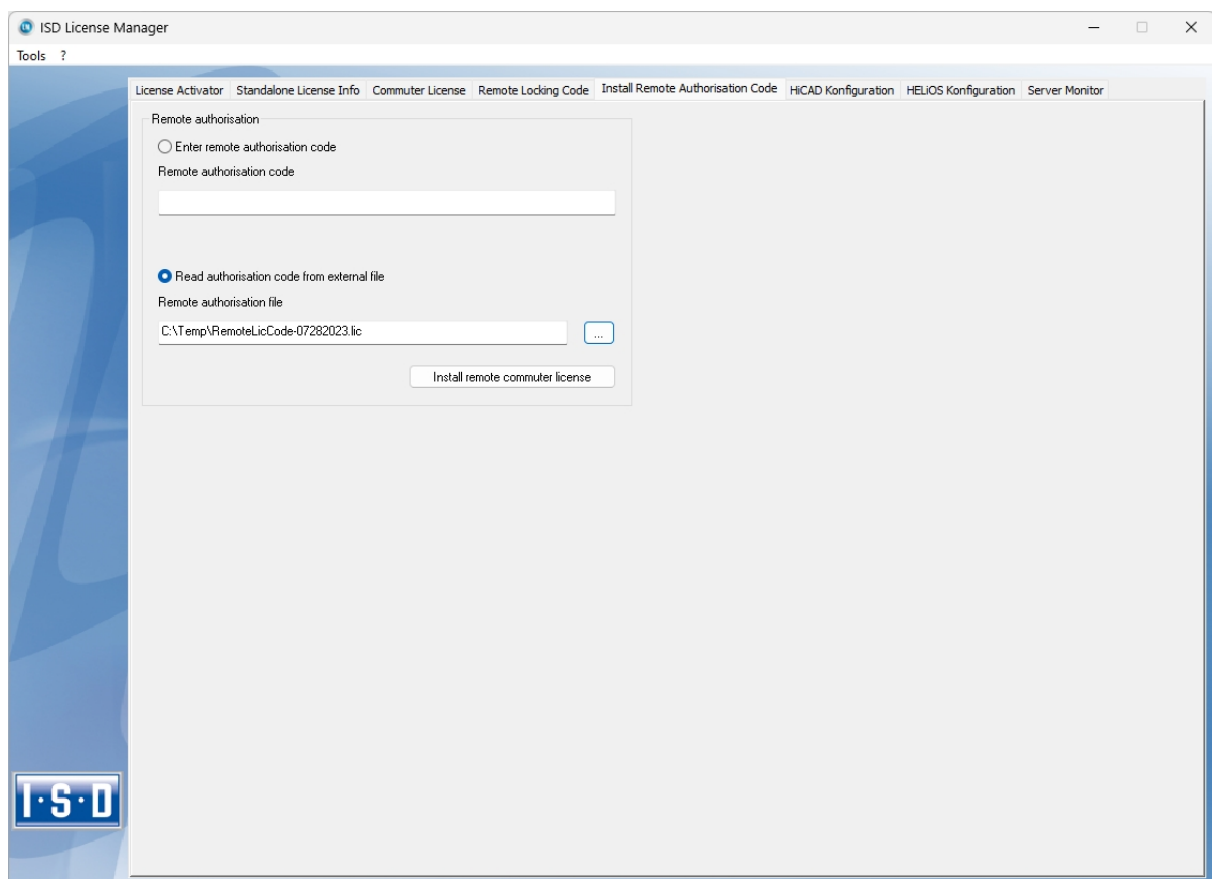 ISD License Manager
Tools ?
License Activator Standalone License Info Commuter License Remote Locking Code Install Remote Authorisation Code HiCAD Konfiguration HELiOS Konfiguration Server Monitor
Remote authorisation
Enter remote authorisation code
Remote authorisation code
Read authorisation code from external file
Remote authorisation file
C:\Temp\RemoteLicCode-07282023.lic
...
Install remote commuter license
I·S·D